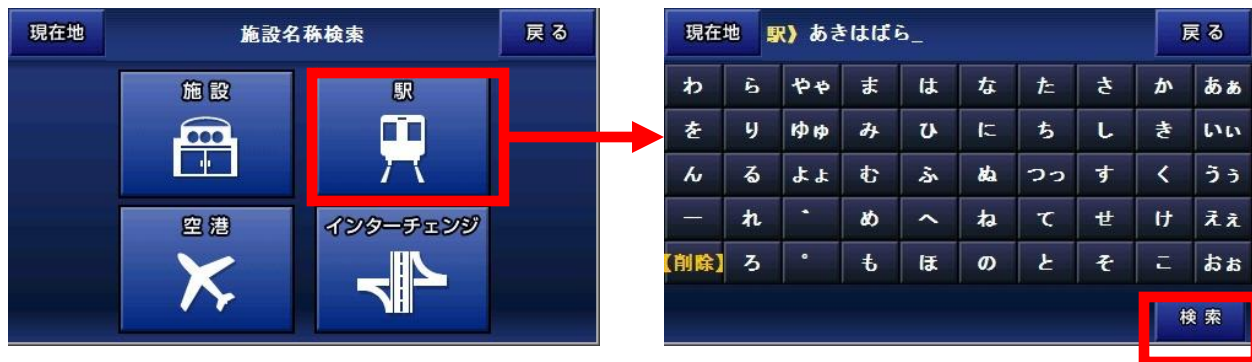 現在地 施設名称検索 戻る
施設 駅
空港 インターチェンジ
現在地 駅》あきはばら_ 戻る
わ ら やゃ ま は な た さ か あぁ
を り ゆゅ み ひ に ち し き いぃ
ん る よょ む ふ ぬ つっ す く うぅ
ー れ ゛ め へ ね て せ け えぇ
【削除】 ろ ゜ も ほ の と そ こ おぉ
検索